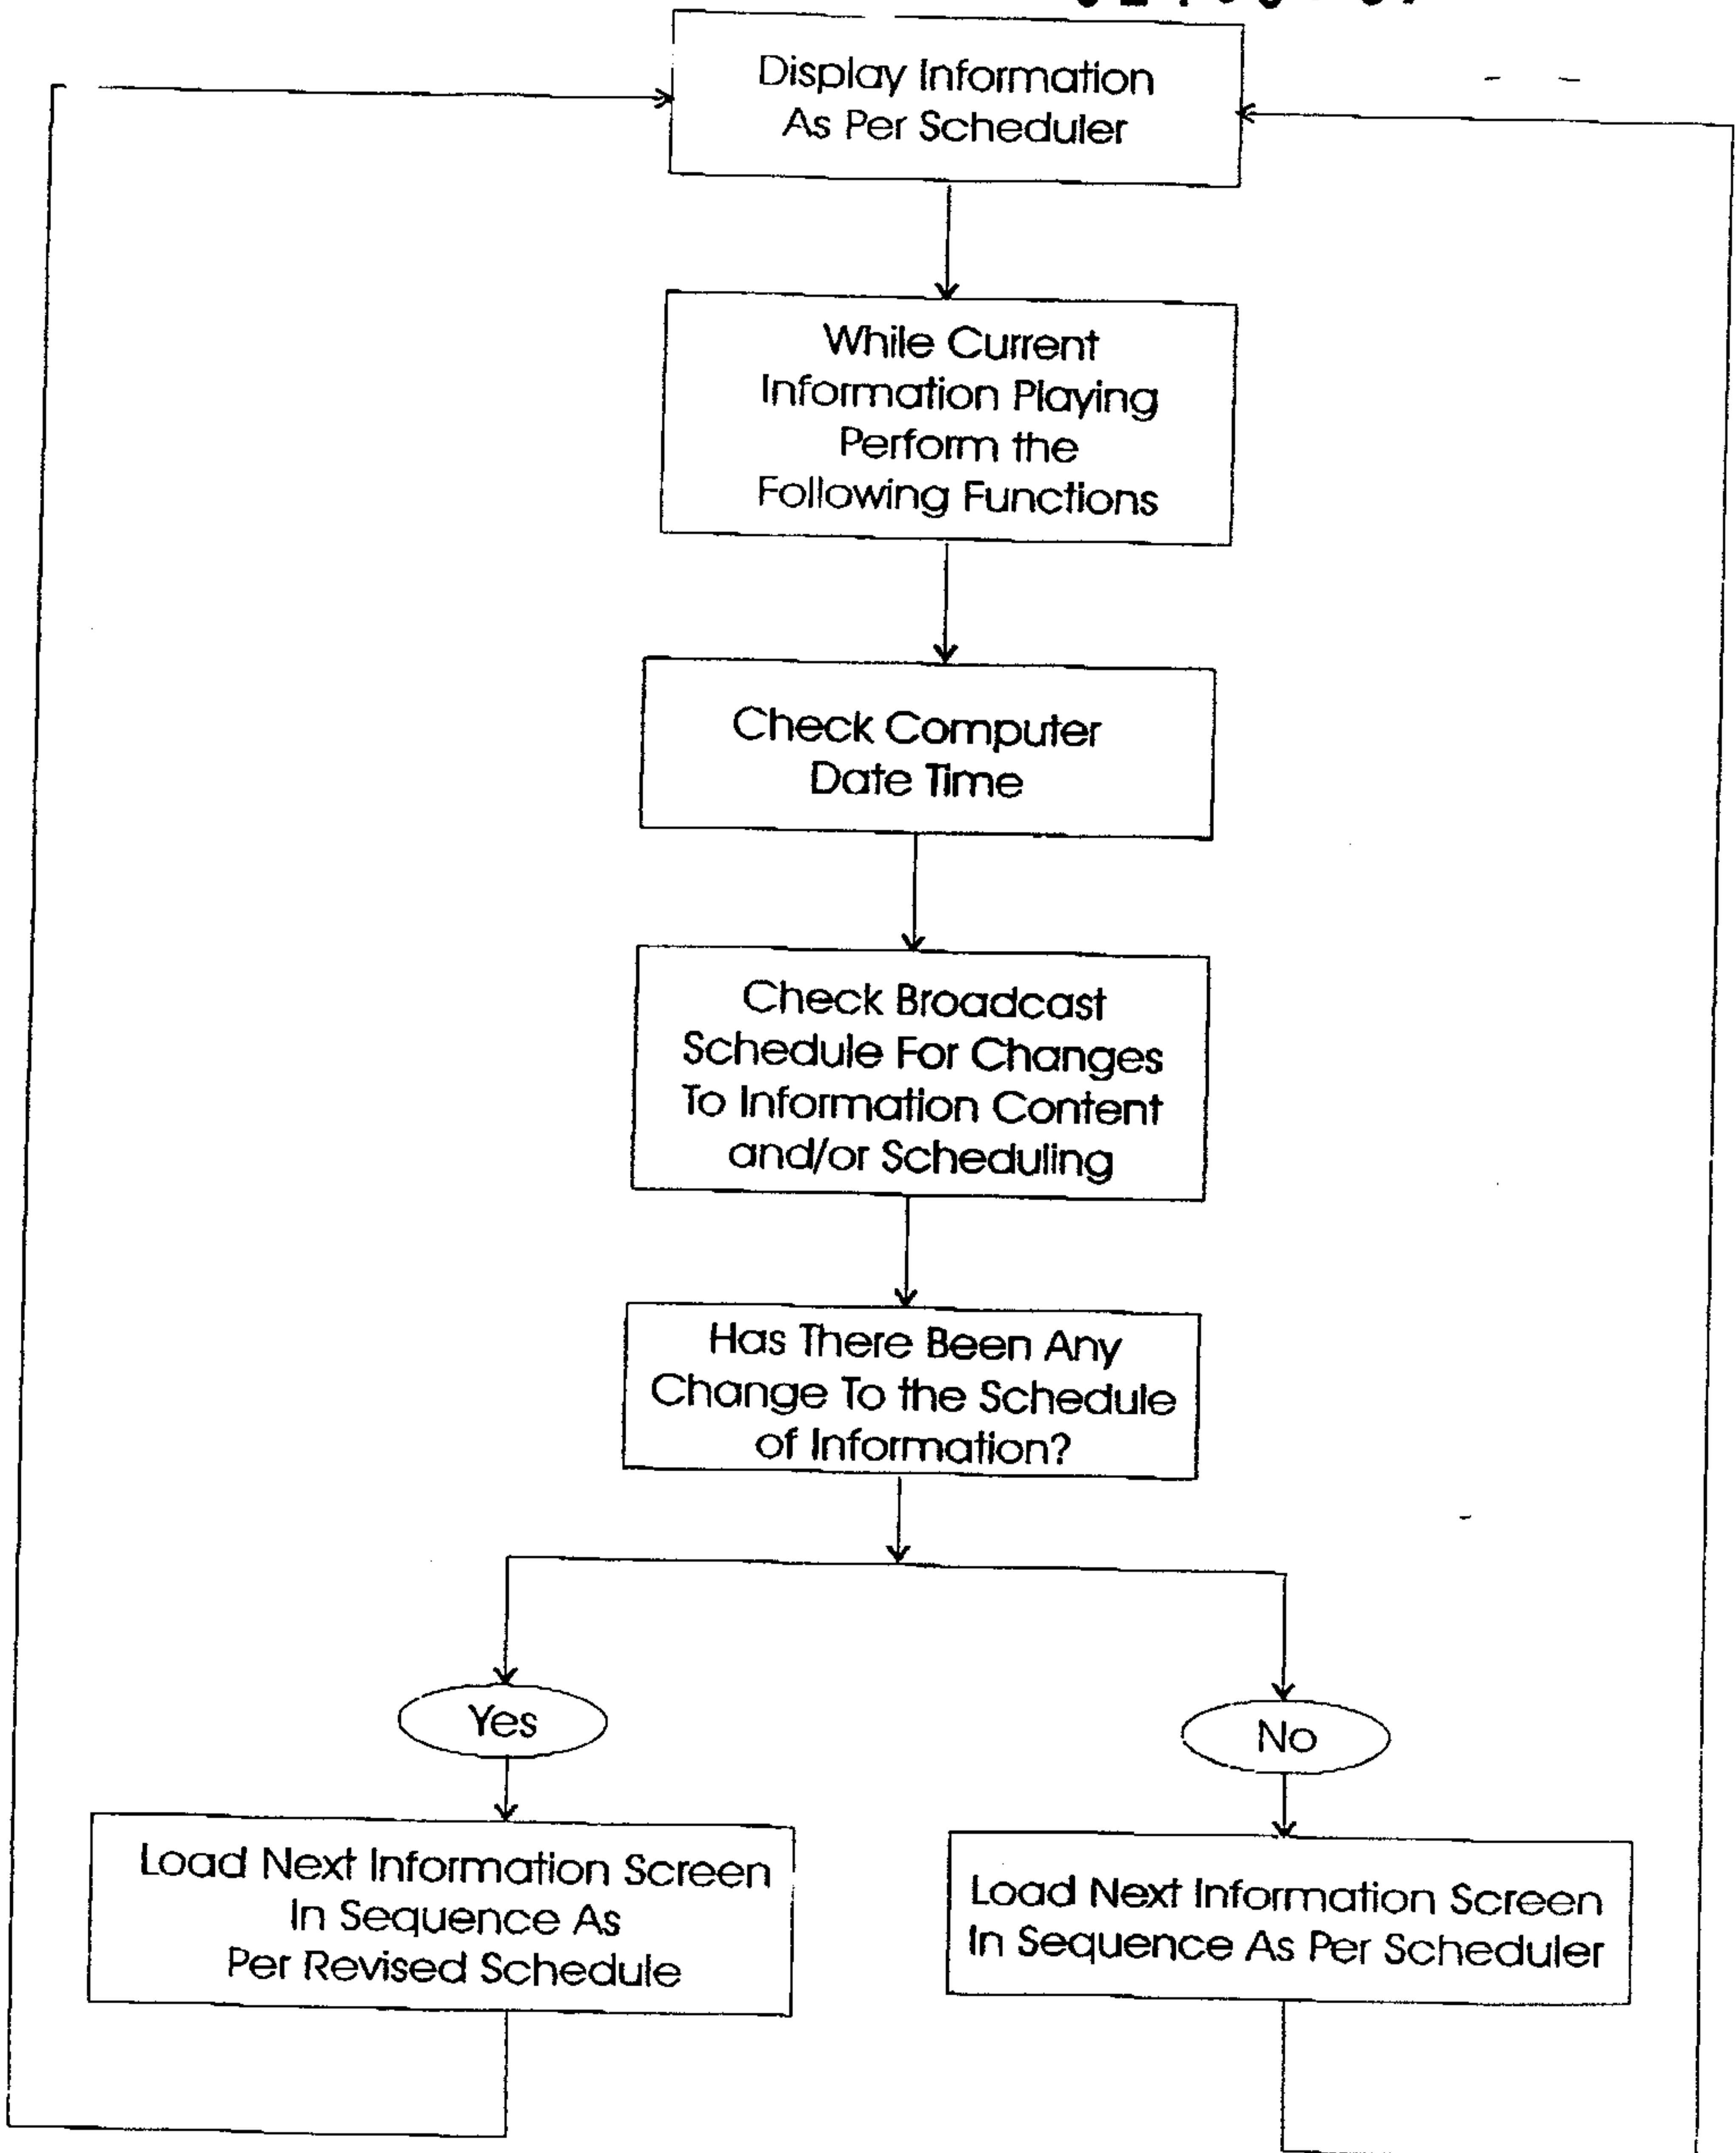 Display Information
As Per Scheduler
While Current
Information Playing
Perform the
Following Functions
Check Computer
Date Time
Check Broadcast
Schedule For Changes
To Information Content
and/or Scheduling
Has There Been Any
Change To the Schedule
of Information?
Yes
No
Load Next Information Screen
In Sequence As
Per Revised Schedule
Load Next Information Screen
In Sequence As Per Scheduler